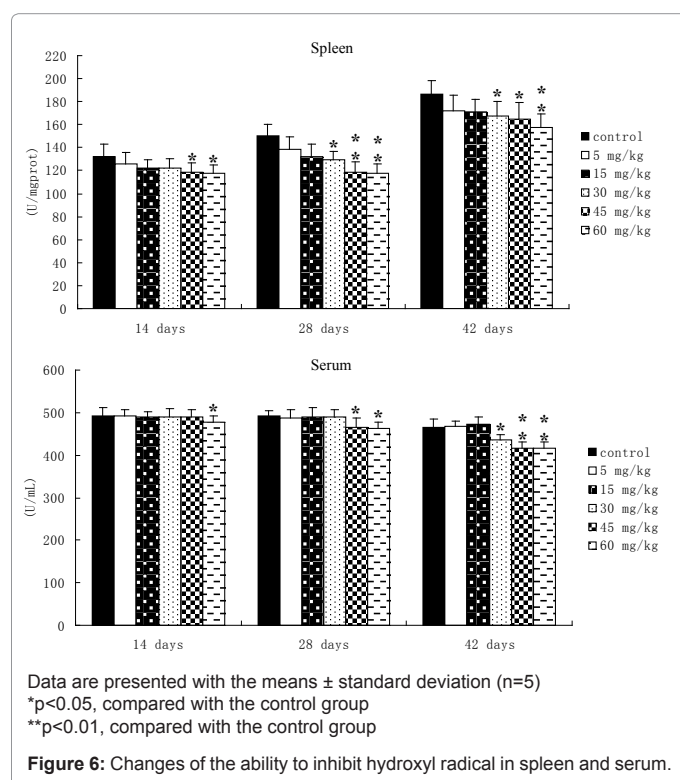 Spleen
220
200
180
160
140
120
100
80
60
40
20
0
(U/mgprot)
* *
* * * * *
* * * *
14 days 28 days 42 days
control
5 mg/kg
15 mg/kg
30 mg/kg
45 mg/kg
60 mg/kg
Serum
600
500
400
300
200
100
0
(U/mL)
*
* *
* * * * *
14 days 28 days 42 days
control
5 mg/kg
15 mg/kg
30 mg/kg
45 mg/kg
60 mg/kg
Data are presented with the means ± standard deviation (n=5)
*p<0.05, compared with the control group
**p<0.01, compared with the control group
Figure 6: Changes of the ability to inhibit hydroxyl radical in spleen and serum.